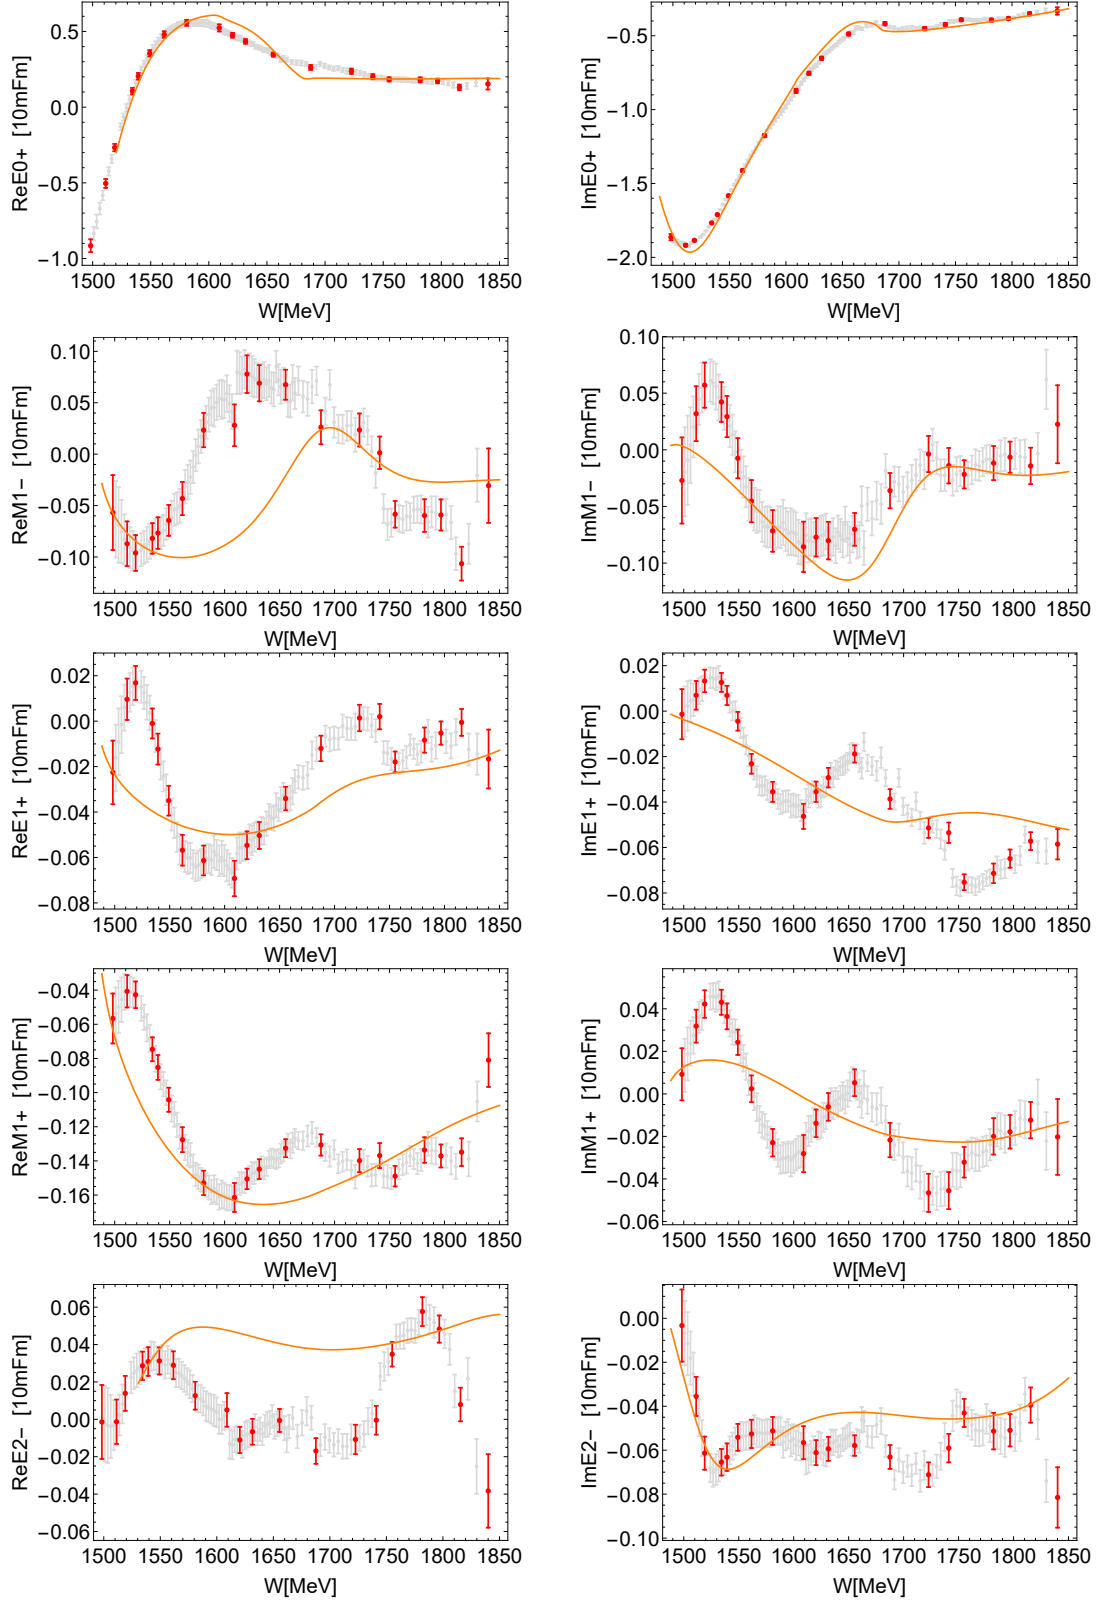 0.5
0.0
−0.5
−1.0
ReE0+ [10mFm]
1500 1550 1600 1650 1700 1750 1800 1850
W[MeV]
−0.5
−1.0
−1.5
−2.0
ImE0+ [10mFm]
1500 1550 1600 1650 1700 1750 1800 1850
W[MeV]
0.10
0.05
0.00
−0.05
−0.10
ReM1− [10mFm]
1500 1550 1600 1650 1700 1750 1800 1850
W[MeV]
0.10
0.05
0.00
−0.05
−0.10
ImM1− [10mFm]
1500 1550 1600 1650 1700 1750 1800 1850
W[MeV]
0.02
0.00
−0.02
−0.04
−0.06
−0.08
ReE1+ [10mFm]
1500 1550 1600 1650 1700 1750 1800 1850
W[MeV]
0.02
0.00
−0.02
−0.04
−0.06
−0.08
ImE1+ [10mFm]
1500 1550 1600 1650 1700 1750 1800 1850
W[MeV]
−0.04
−0.06
−0.08
−0.10
−0.12
−0.14
−0.16
ReM1+ [10mFm]
1500 1550 1600 1650 1700 1750 1800 1850
W[MeV]
0.04
0.02
0.00
−0.02
−0.04
−0.06
ImM1+ [10mFm]
1500 1550 1600 1650 1700 1750 1800 1850
W[MeV]
0.06
0.04
0.02
0.00
−0.02
−0.04
−0.06
ReE2− [10mFm]
1500 1550 1600 1650 1700 1750 1800 1850
W[MeV]
0.00
−0.02
−0.04
−0.06
−0.08
−0.10
ImE2− [10mFm]
1500 1550 1600 1650 1700 1750 1800 1850
W[MeV]